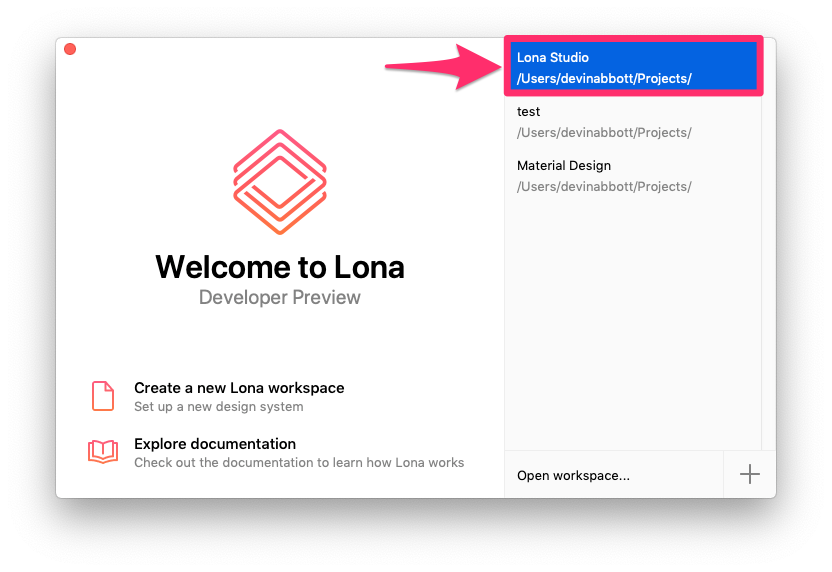 Welcome to Lona
Developer Preview
Create a new Lona workspace
Set up a new design system
Explore documentation
Check out the documentation to learn how Lona works
Lona Studio
/Users/devinabbott/Projects/
test
/Users/devinabbott/Projects/
Material Design
/Users/devinabbott/Projects/
Open workspace...